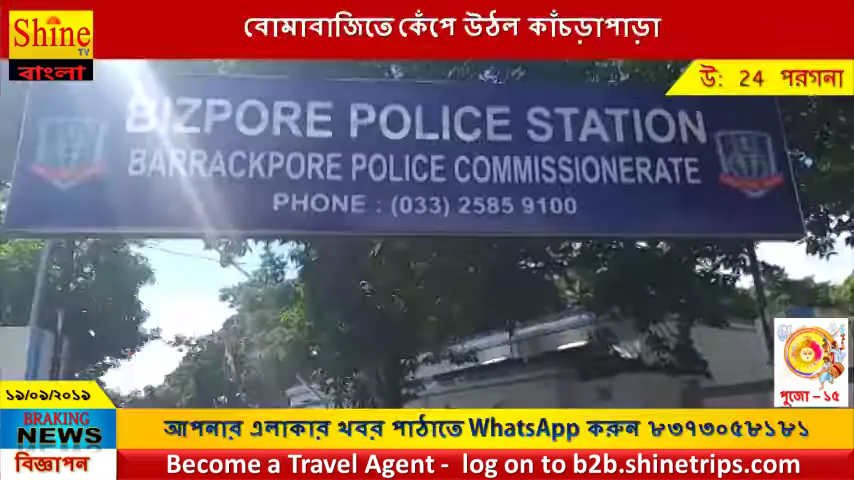 Shine
TV
বাংলা
বোমাবাজিতে কেঁপে উঠল কাঁচড়াপাড়া
উ: 24 পরগনা
BIZPORE POLICE STATION
BARRACKPORE POLICE COMMISSIONERATE
PHONE : (033) 2585 9100
পুজো - ১৫
১৯/০৯/২০১৯
BRAKING
NEWS
আপনার এলাকার খবর পাঠাতে WhatsApp করুন ৮৩৭৩০৫৮১৮১
বিজ্ঞাপন
Become a Travel Agent - log on to b2b.shinetrips.com